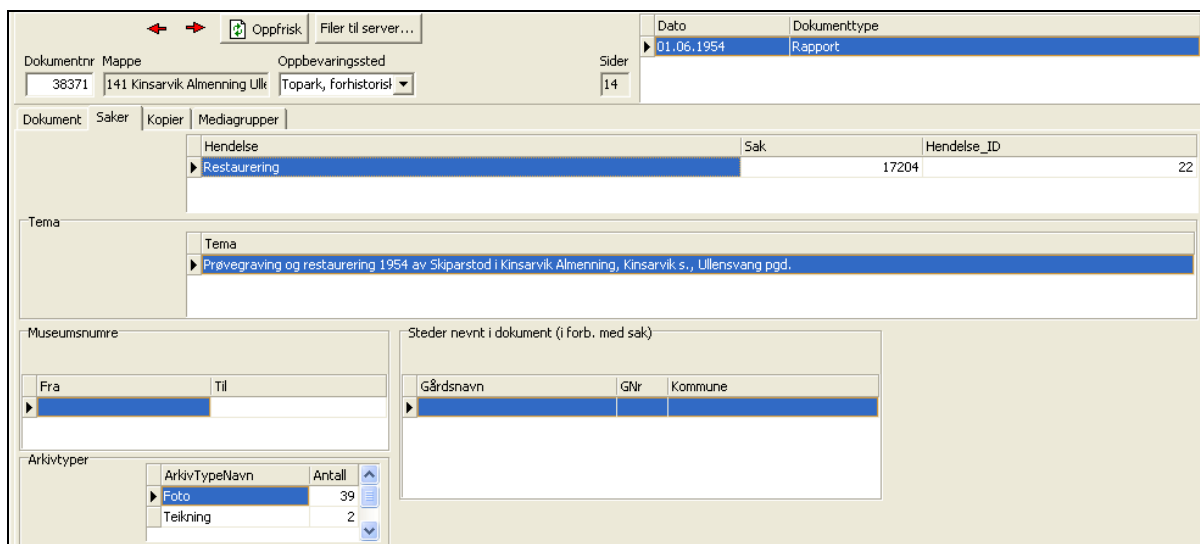 Oppfrisk Filer til server...
Dato Dokumenttype
01.06.1954 Rapport
Dokumentnr Mappe Oppbevaringssted Sider
38371 141 Kinsarvik Almenning Ulle Topark, forhistorisk 14
Dokument Saker Kopier Mediagrupper
Hendelse Sak Hendelse_ID
Restaurering 17204 22
Tema
Tema
Prøvegraving og restaurering 1954 av Skiparstod i Kinsarvik Almenning, Kinsarvik s., Ullensvang pgd.
Museumsnumre
Fra Til
Steder nevnt i dokument (i forb. med sak)
Gårdsnavn GNr Kommune
Arkivtyper
ArkivTypeNavn Antall
Foto 39
Teikning 2